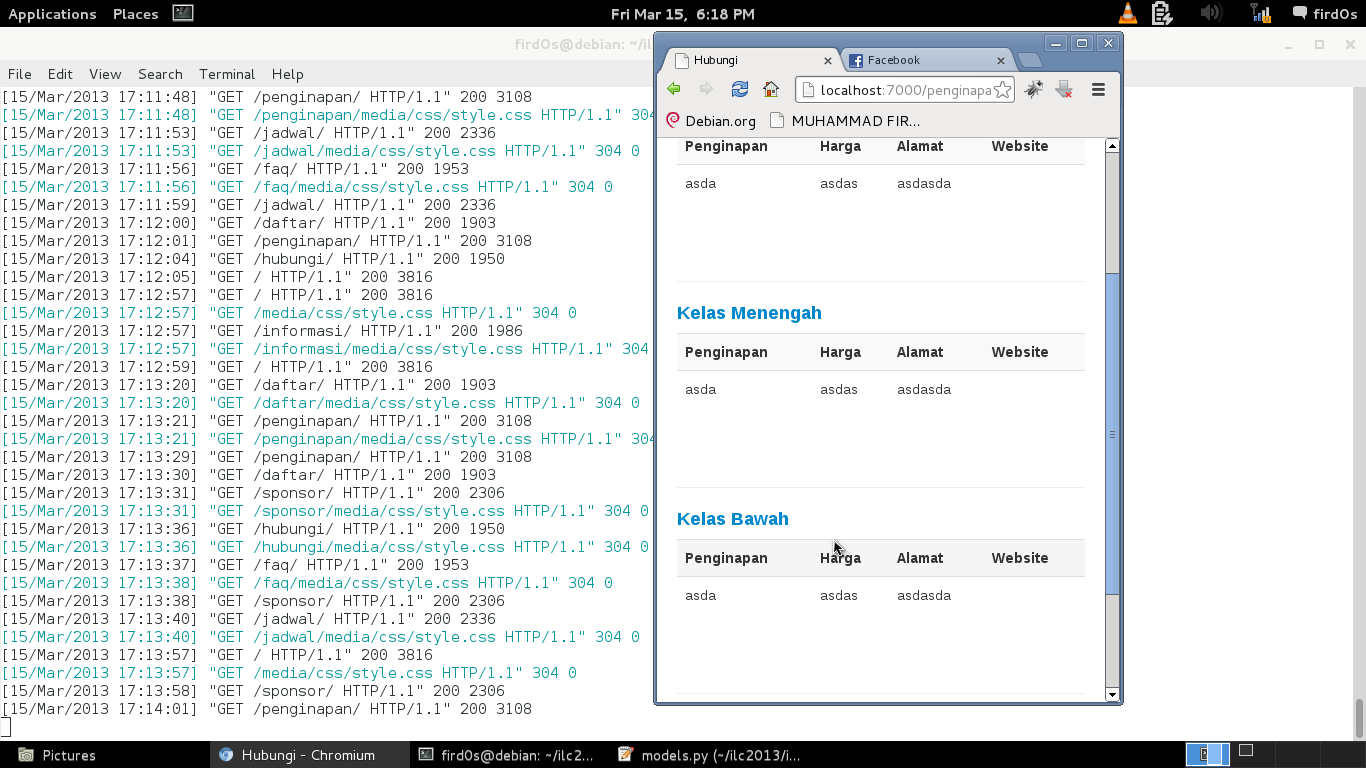 Applications Places Fri Mar 15, 6:18 PM firdOs
firdOs@debian: ~/ilc
File Edit View Search Terminal Help
[15/Mar/2013 17:11:48] "GET /penginapan/ HTTP/1.1" 200 3108
[15/Mar/2013 17:11:48] "GET /penginapan/media/css/style.css HTTP/1.1" 304
[15/Mar/2013 17:11:53] "GET /jadwal/ HTTP/1.1" 200 2336
[15/Mar/2013 17:11:53] "GET /jadwal/media/css/style.css HTTP/1.1" 304 0
[15/Mar/2013 17:11:56] "GET /faq/ HTTP/1.1" 200 1953
[15/Mar/2013 17:11:56] "GET /faq/media/css/style.css HTTP/1.1" 304 0
[15/Mar/2013 17:11:59] "GET /jadwal/ HTTP/1.1" 200 2336
[15/Mar/2013 17:12:00] "GET /daftar/ HTTP/1.1" 200 1903
[15/Mar/2013 17:12:01] "GET /penginapan/ HTTP/1.1" 200 3108
[15/Mar/2013 17:12:04] "GET /hubungi/ HTTP/1.1" 200 1950
[15/Mar/2013 17:12:05] "GET / HTTP/1.1" 200 3816
[15/Mar/2013 17:12:57] "GET / HTTP/1.1" 200 3816
[15/Mar/2013 17:12:57] "GET /media/css/style.css HTTP/1.1" 304 0
[15/Mar/2013 17:12:57] "GET /informasi/ HTTP/1.1" 200 1986
[15/Mar/2013 17:12:57] "GET /informasi/media/css/style.css HTTP/1.1" 304
[15/Mar/2013 17:12:59] "GET / HTTP/1.1" 200 3816
[15/Mar/2013 17:13:20] "GET /daftar/ HTTP/1.1" 200 1903
[15/Mar/2013 17:13:20] "GET /daftar/media/css/style.css HTTP/1.1" 304 0
[15/Mar/2013 17:13:21] "GET /penginapan/ HTTP/1.1" 200 3108
[15/Mar/2013 17:13:21] "GET /penginapan/media/css/style.css HTTP/1.1" 304
[15/Mar/2013 17:13:29] "GET /penginapan/ HTTP/1.1" 200 3108
[15/Mar/2013 17:13:30] "GET /daftar/ HTTP/1.1" 200 1903
[15/Mar/2013 17:13:31] "GET /sponsor/ HTTP/1.1" 200 2306
[15/Mar/2013 17:13:31] "GET /sponsor/media/css/style.css HTTP/1.1" 304 0
[15/Mar/2013 17:13:36] "GET /hubungi/ HTTP/1.1" 200 1950
[15/Mar/2013 17:13:36] "GET /hubungi/media/css/style.css HTTP/1.1" 304 0
[15/Mar/2013 17:13:37] "GET /faq/ HTTP/1.1" 200 1953
[15/Mar/2013 17:13:38] "GET /faq/media/css/style.css HTTP/1.1" 304 0
[15/Mar/2013 17:13:38] "GET /sponsor/ HTTP/1.1" 200 2306
[15/Mar/2013 17:13:40] "GET /jadwal/ HTTP/1.1" 200 2336
[15/Mar/2013 17:13:40] "GET /jadwal/media/css/style.css HTTP/1.1" 304 0
[15/Mar/2013 17:13:57] "GET / HTTP/1.1" 200 3816
[15/Mar/2013 17:13:57] "GET /media/css/style.css HTTP/1.1" 304 0
[15/Mar/2013 17:13:58] "GET /sponsor/ HTTP/1.1" 200 2306
[15/Mar/2013 17:14:01] "GET /penginapan/ HTTP/1.1" 200 3108
Hubungi Facebook
localhost:7000/penginapa
Debian.org MUHAMMAD FIR...
Penginapan Harga Alamat Website
asda asdas asdasda
Kelas Menengah
Penginapan Harga Alamat Website
asda asdas asdasda
Kelas Bawah
Penginapan Harga Alamat Website
asda asdas asdasda
Pictures Hubungi - Chromium firdOs@debian: ~/ilc2... models.py (~/ilc2013/i...